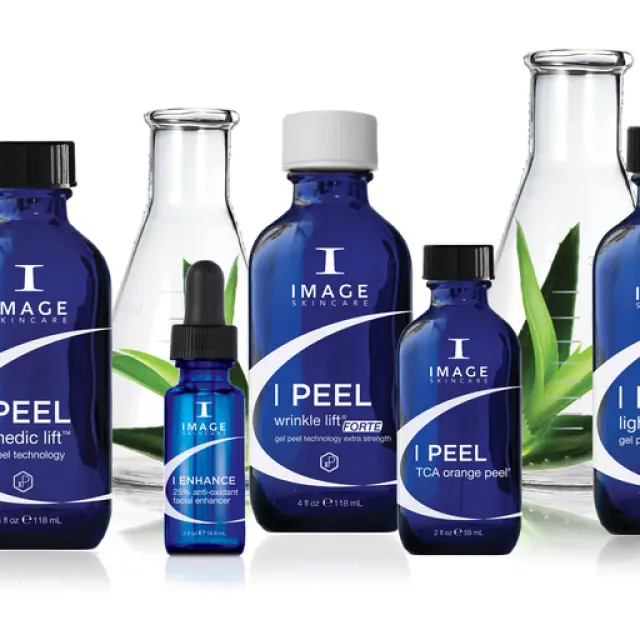 I
IMAGE
SKINCARE
PEEL
medic lift™
peel technology
4 fl oz ℮ 118 mL
I
IMAGE
SKINCARE
I ENHANCE
25% anti-oxidant
facial enhancer
I
IMAGE
SKINCARE
I PEEL
wrinkle lift® FORTE
gel peel technology extra strength
4 fl oz ℮ 118 mL
I
IMAGE
SKINCARE
I PEEL
TCA orange peel
2 fl oz ℮ 59 mL
I
ligh
gel p